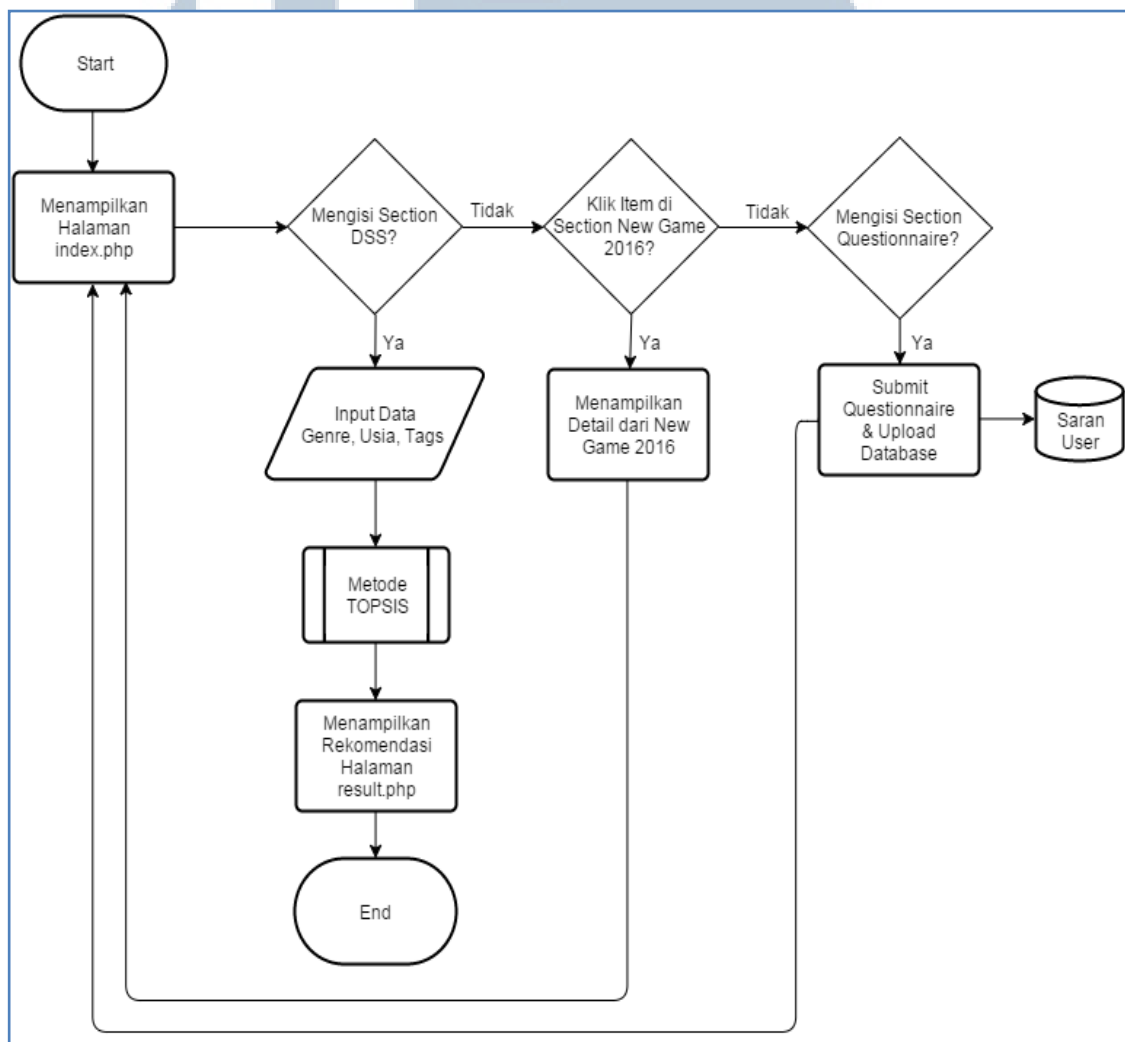 Start
Menampilkan
Halaman
index.php
Mengisi Section
DSS?
Tidak
Klik Item di
Section New Game
2016?
Tidak
Mengisi Section
Questionnaire?
Ya
Ya
Ya
Input Data
Genre, Usia, Tags
Menampilkan
Detail dari New
Game 2016
Submit
Questionnaire
& Upload
Database
Saran
User
Metode
TOPSIS
Menampilkan
Rekomendasi
Halaman
result.php
End